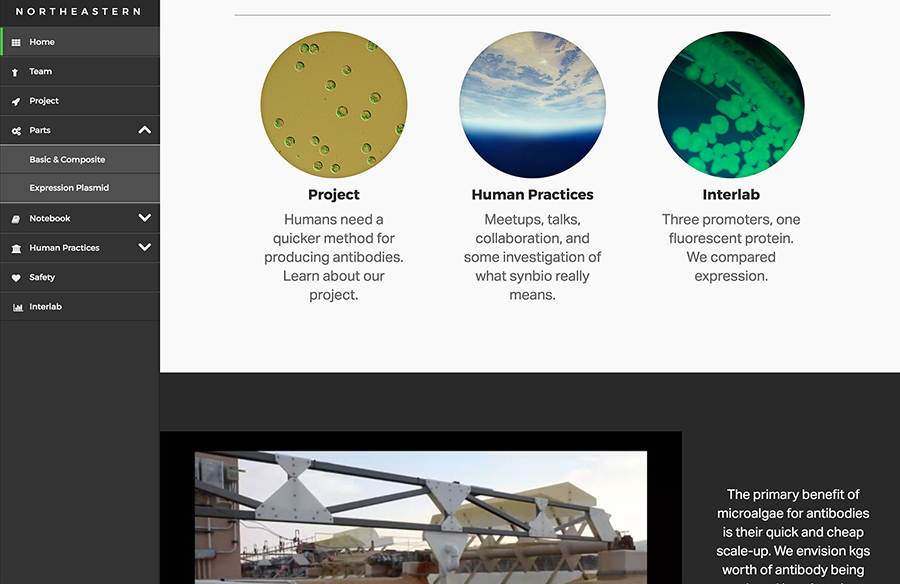 NORTHEASTERN
Home
Team
Project
Parts
Basic & Composite
Expression Plasmid
Notebook
Human Practices
Safety
Interlab
Project
Humans need a
quicker method for
producing antibodies.
Learn about our
project.
Human Practices
Meetups, talks,
collaboration, and
some investigation of
what synbio really
means.
Interlab
Three promoters, one
fluorescent protein.
We compared
expression.
The primary benefit of
microalgae for antibodies
is their quick and cheap
scale-up. We envision kgs
worth of antibody being